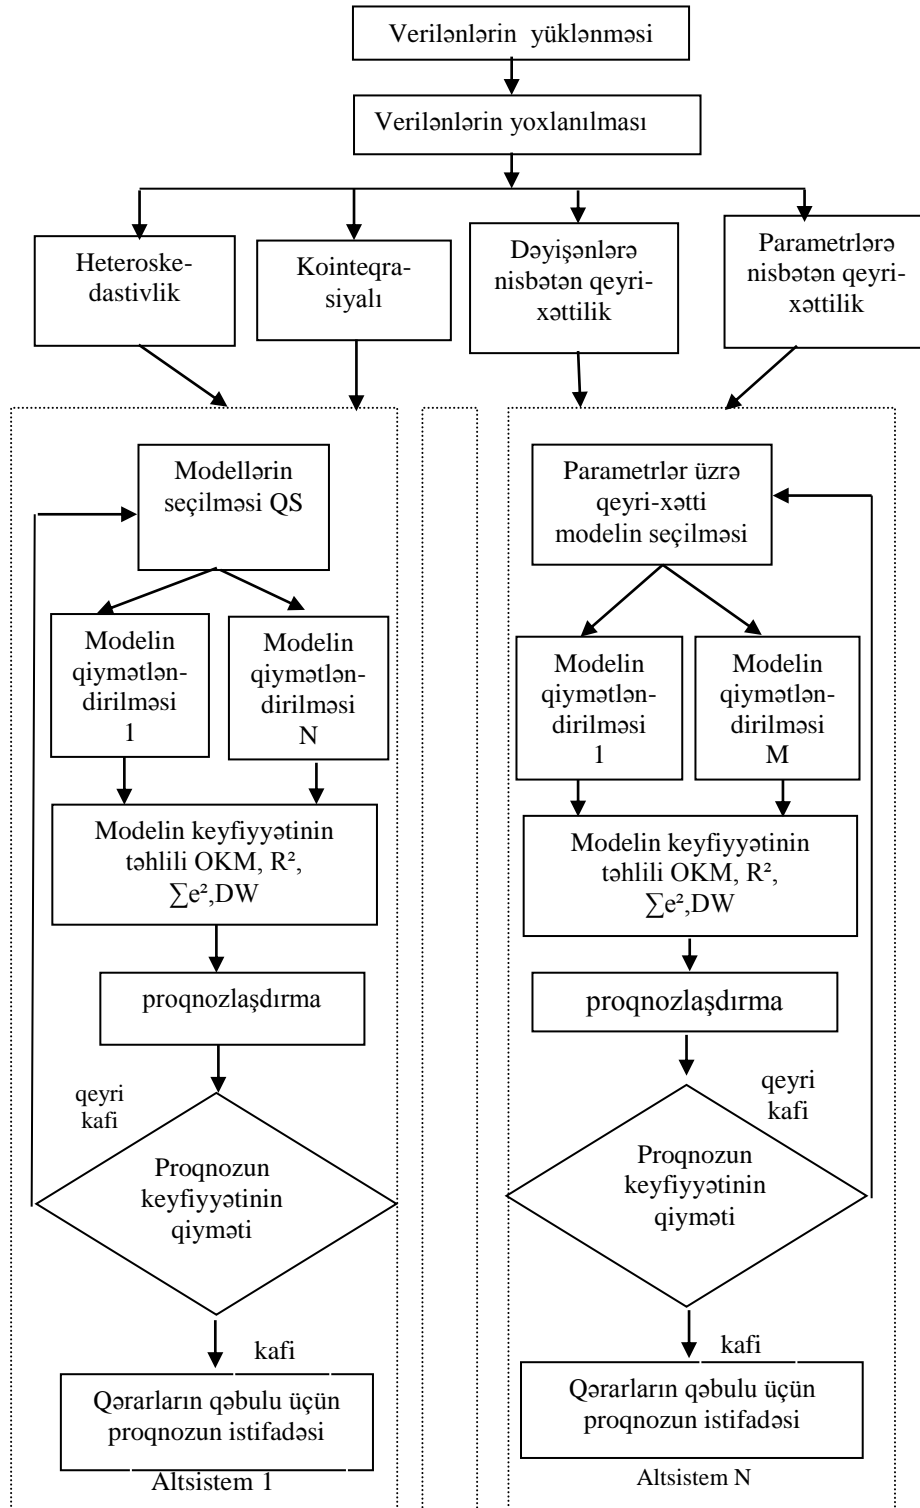 Verilənlərin yüklənməsi
Verilənlərin yoxlanılması
Heteroske-
dastivlik
Kointeqra-
siyalı
Dəyişənlərə
nisbətən qeyri-
xəttilik
Parametrlərə
nisbətən qeyri-
xəttilik
Modellərin
seçilməsi QS
Modelin
qiymətlən-
dirilməsi
1
Modelin
qiymətlən-
dirilməsi
N
Modelin keyfiyyətinin
təhlili OKM, R²,
∑e²,DW
proqnozlaşdırma
qeyri
kafi
Proqnozun
keyfiyyətinin
qiyməti
kafi
Qərarların qəbulu üçün
proqnozun istifadəsi
Altsistem 1
Parametrlər üzrə
qeyri-xətti
modelin seçilməsi
Modelin
qiymətlən-
dirilməsi
1
Modelin
qiymətlən-
dirilməsi
M
Modelin keyfiyyətinin
təhlili OKM, R²,
∑e²,DW
proqnozlaşdırma
qeyri
kafi
Proqnozun
keyfiyyətinin
qiyməti
kafi
Qərarların qəbulu üçün
proqnozun istifadəsi
Altsistem N